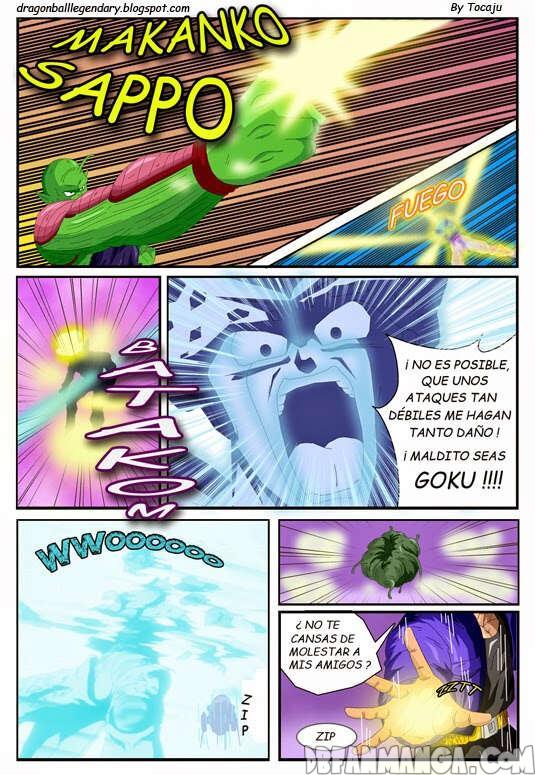 dragonballlegendary.blogspot.com
By Tocaju
MAKANKO
SAPPO
FUEGO
BATAKOM
¡ NO ES POSIBLE,
QUE UNOS
ATAQUES TAN
DÉBILES ME HAGAN
TANTO DAÑO !
¡ MALDITO SEAS
GOKU !!!!
WWOOOOOOO
ZIP
¿ NO TE
CANSAS DE
MOLESTAR A
MIS AMIGOS ?
ZIP
DBFANMANGA.COM